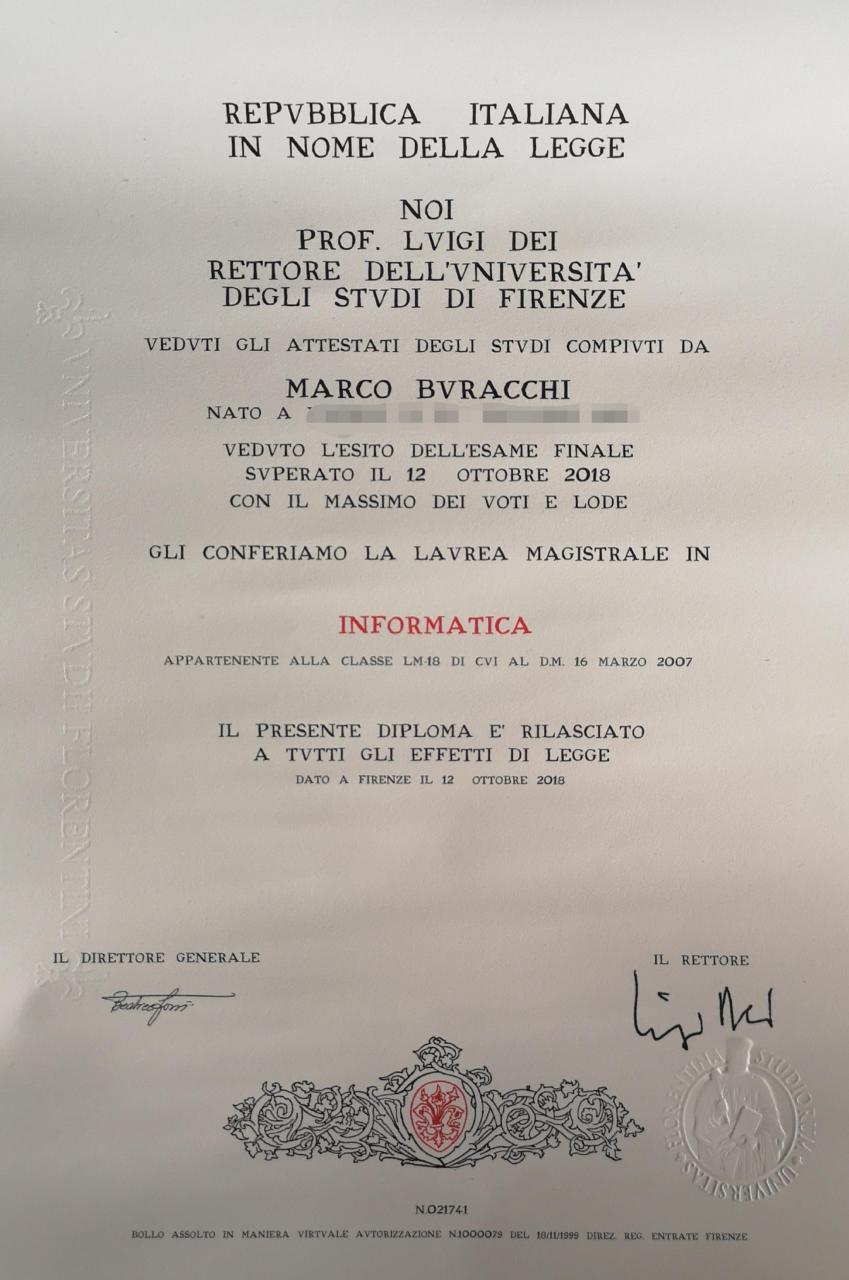 REPVBBLICA ITALIANA
IN NOME DELLA LEGGE
NOI
PROF. LVIGI DEI
RETTORE DELL'VNIVERSITA'
DEGLI STVDI DI FIRENZE
VEDVTI GLI ATTESTATI DEGLI STVDI COMPIVTI DA
MARCO BVRACCHI
NATO A
VEDVTO L'ESITO DELL'ESAME FINALE
SVPERATO IL 12 OTTOBRE 2018
CON IL MASSIMO DEI VOTI E LODE
GLI CONFERIAMO LA LAVREA MAGISTRALE IN
INFORMATICA
APPARTENENTE ALLA CLASSE LM-18 DI CVI AL D.M. 16 MARZO 2007
IL PRESENTE DIPLOMA E' RILASCIATO
A TVTTI GLI EFFETTI DI LEGGE
DATO A FIRENZE IL 12 OTTOBRE 2018
VNIVERSITAS STVDII FLORENTINI
IL DIRETTORE GENERALE
IL RETTORE
Luigi Dei
FLORENTINA STUDIORUM UNIVERSITAS
N.021741
BOLLO ASSOLTO IN MANIERA VIRTVALE AVTORIZZAZIONE N.1000079 DEL 18/11/1999 DIREZ. REG. ENTRATE FIRENZE